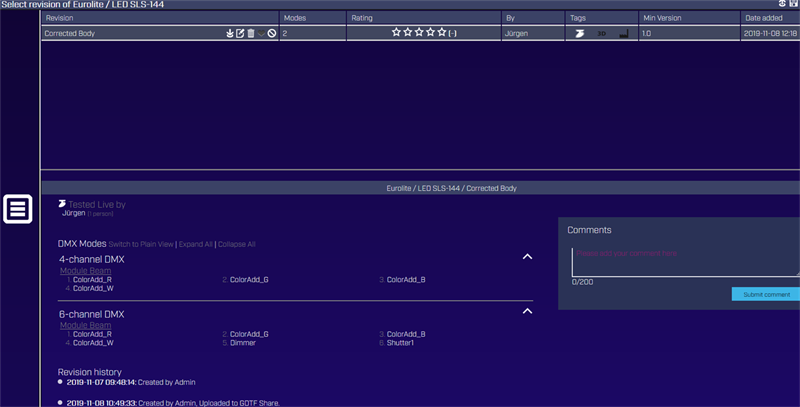 Select revision of Eurolite / LED SLS-144
Revision Modes Rating By Tags Min Version Date added
Corrected Body 2 (-) Jürgen 1.0 2019-11-08 12:18
Eurolite / LED SLS-144 / Corrected Body
Tested Live by
Jürgen (1 person)
Comments
Please add your comment here
0/200
Submit comment
DMX Modes Switch to Plain View | Expand All | Collapse All
4-channel DMX
Module Beam
1. ColorAdd_R 2. ColorAdd_G 3. ColorAdd_B
4. ColorAdd_W
6-channel DMX
Module Beam
1. ColorAdd_R 2. ColorAdd_G 3. ColorAdd_B
4. ColorAdd_W 5. Dimmer 6. Shutter1
Revision history
2019-11-07 09:48:14: Created by Admin
2019-11-08 10:49:33: Created by Admin, Uploaded to GDTF Share.